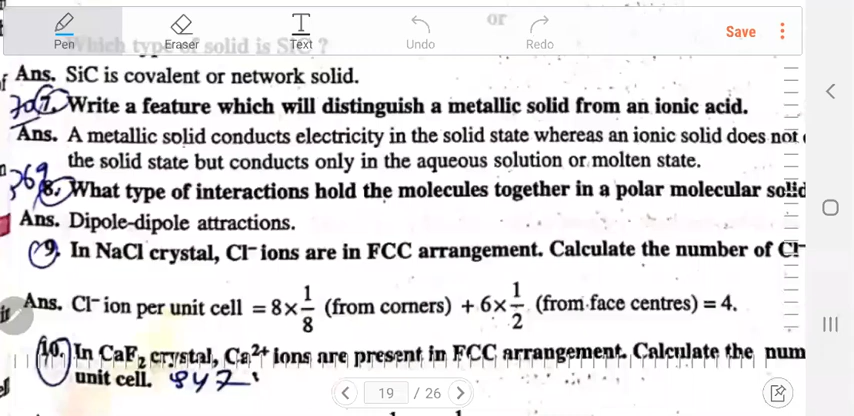 or
Pen Eraser Text Undo Redo Save
Which type of solid is SiC ?
Ans. SiC is covalent or network solid.
7. Write a feature which will distinguish a metallic solid from an ionic acid.
Ans. A metallic solid conducts electricity in the solid state whereas an ionic solid does not
the solid state but conducts only in the aqueous solution or molten state.
369
8. What type of interactions hold the molecules together in a polar molecular solid
Ans. Dipole-dipole attractions.
9. In NaCl crystal, Cl⁻ ions are in FCC arrangement. Calculate the number of Cl⁻
Ans. Cl⁻ ion per unit cell = 8×1/8 (from corners) + 6×1/2 (from face centres) = 4.
10. In CaF₂ crystal, Ca²⁺ ions are present in FCC arrangement. Calculate the num
unit cell.
19 / 26